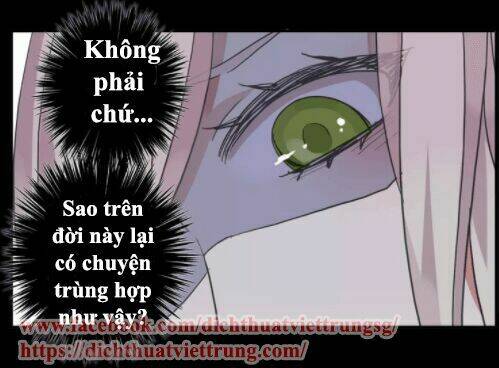 Không
phải
chứ...
Sao trên
đời này lại
có chuyện
trùng hợp
như vậy?
www.facebook.com/dichthuatviettrungsg/
https://dichthuatviettrung.com/